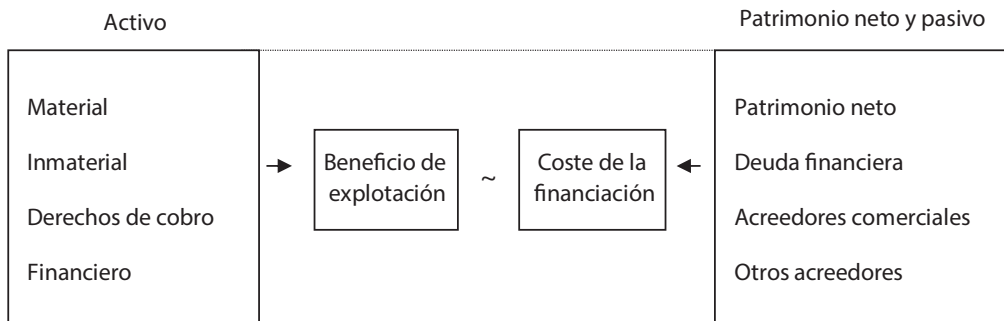 Activo
Patrimonio neto y pasivo
Material
Inmaterial
Derechos de cobro
Financiero
Beneficio de
explotación
~
Coste de la
financiación
Patrimonio neto
Deuda financiera
Acreedores comerciales
Otros acreedores